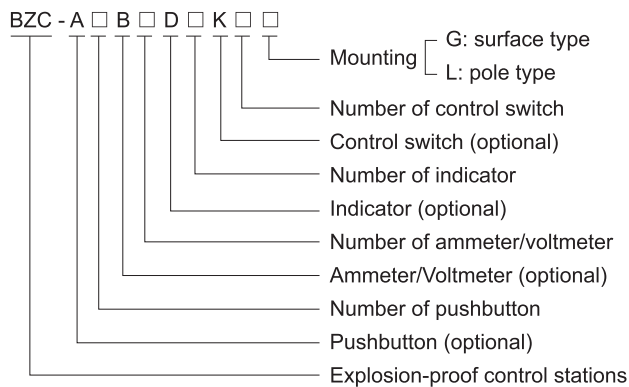 BZC - A □ B □ D □ K □ □
G: surface type
Mounting
L: pole type
Number of control switch
Control switch (optional)
Number of indicator
Indicator (optional)
Number of ammeter/voltmeter
Ammeter/Voltmeter (optional)
Number of pushbutton
Pushbutton (optional)
Explosion-proof control stations